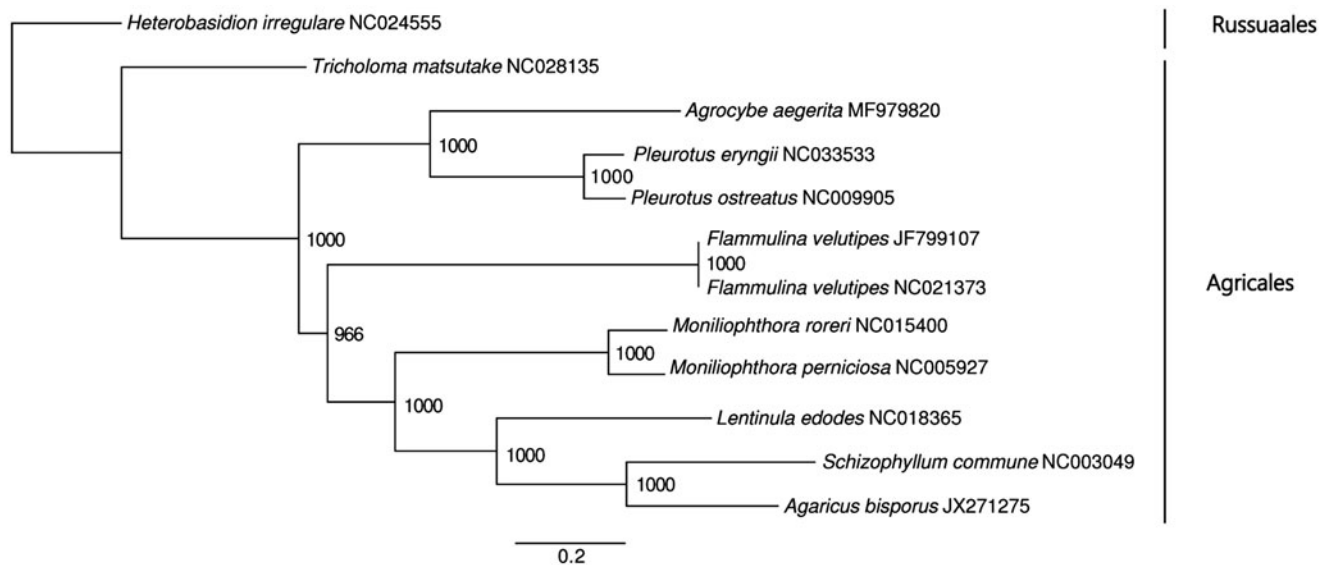 Heterobasidion irregulare NC024555
Russuaales
Tricholoma matsutake NC028135
Agrocybe aegerita MF979820
1000
Pleurotus eryngii NC033533
1000
Pleurotus ostreatus NC009905
1000
Flammulina velutipes JF799107
1000
Flammulina velutipes NC021373
Agricales
Moniliophthora roreri NC015400
966
1000
Moniliophthora perniciosa NC005927
1000
Lentinula edodes NC018365
1000
Schizophyllum commune NC003049
1000
Agaricus bisporus JX271275
0.2